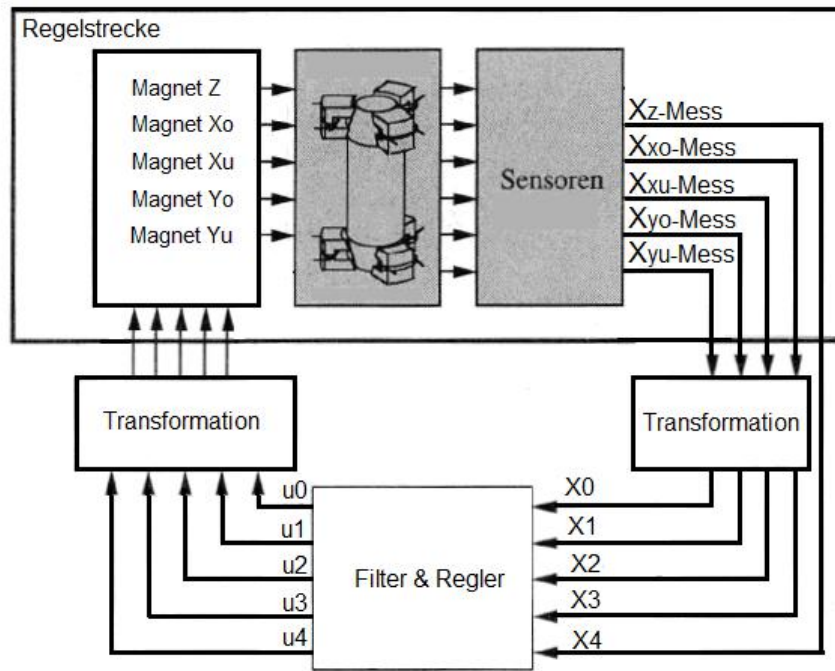 Regelstrecke
Magnet Z
Magnet Xo
Magnet Xu
Magnet Yo
Magnet Yu
Sensoren
Xz-Mess
Xxo-Mess
Xxu-Mess
Xyo-Mess
Xyu-Mess
Transformation
Transformation
u0
u1
u2
u3
u4
Filter & Regler
X0
X1
X2
X3
X4